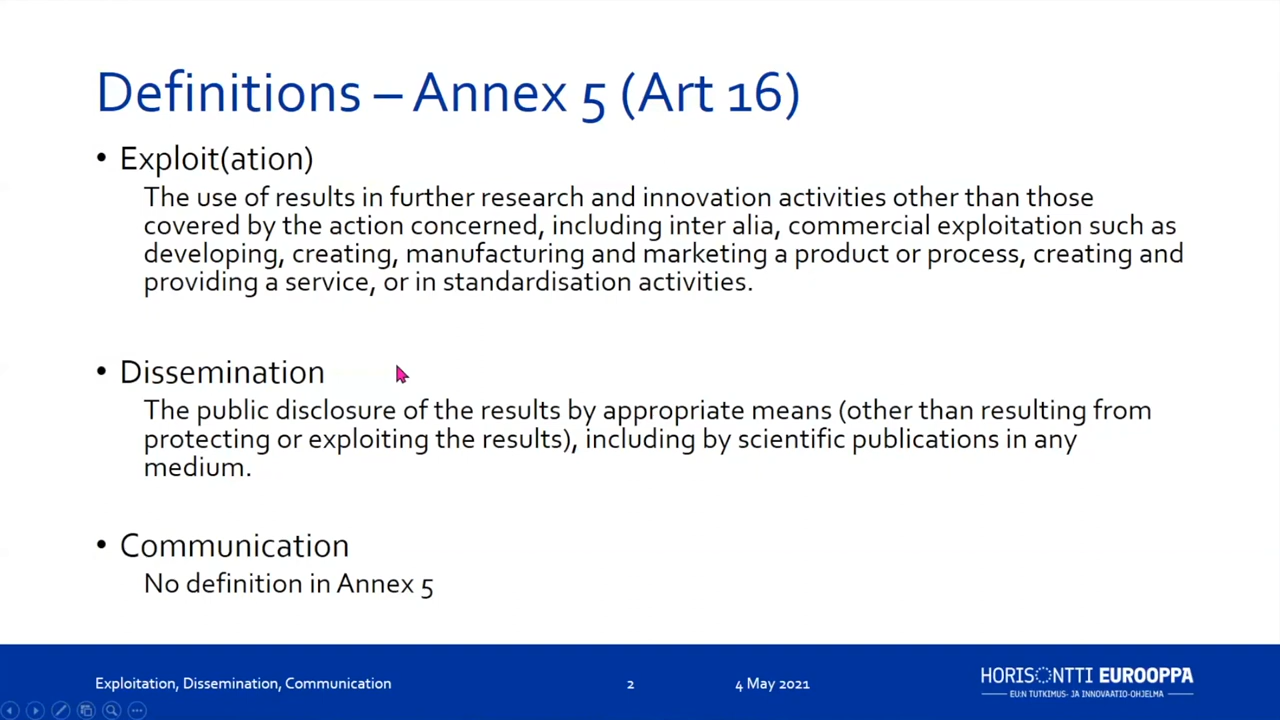 Definitions – Annex 5 (Art 16)
• Exploit(ation)
The use of results in further research and innovation activities other than those
covered by the action concerned, including inter alia, commercial exploitation such as
developing, creating, manufacturing and marketing a product or process, creating and
providing a service, or in standardisation activities.
• Dissemination
The public disclosure of the results by appropriate means (other than resulting from
protecting or exploiting the results), including by scientific publications in any
medium.
• Communication
No definition in Annex 5
Exploitation, Dissemination, Communication
2
4 May 2021
HORISONTTI EUROOPPA
EU:N TUTKIMUS- JA INNOVAATIO-OHJELMA